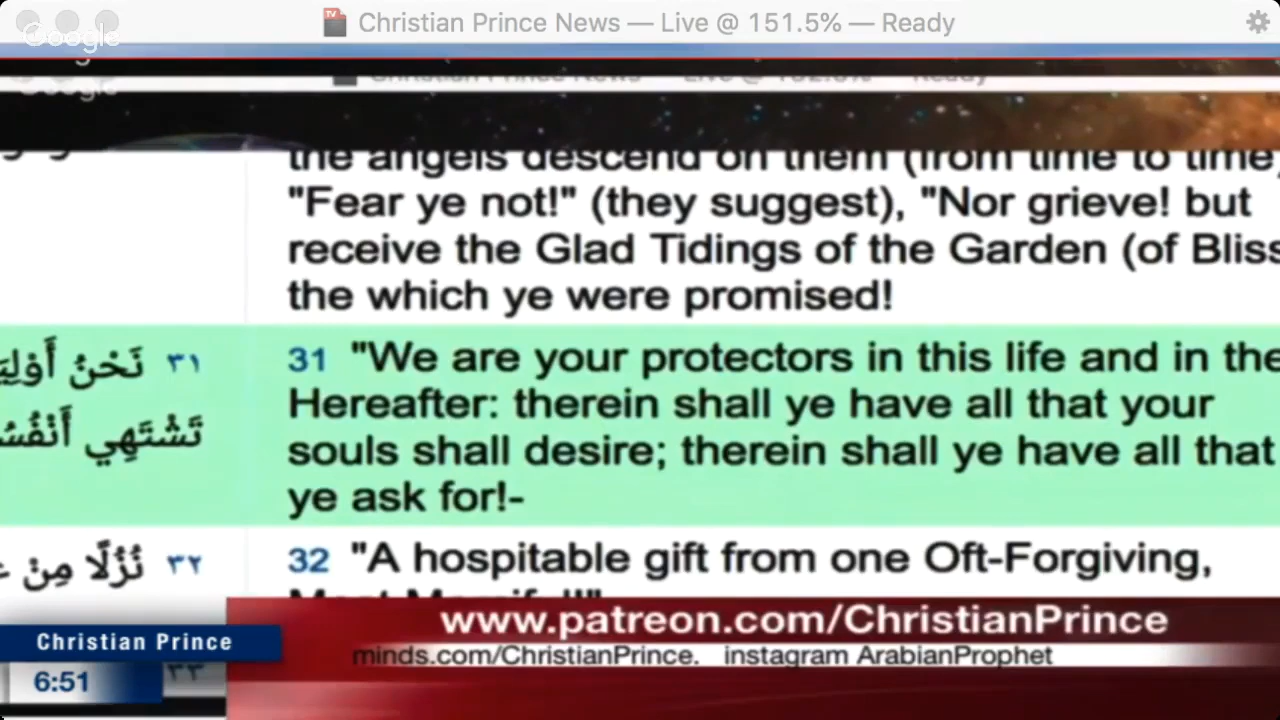 Christian Prince News — Live @ 151.5% — Ready
Google
the angels descend on them (from time to time)
"Fear ye not!" (they suggest), "Nor grieve! but
receive the Glad Tidings of the Garden (of Bliss
the which ye were promised!
٣١ نَحْنُ
31 "We are your protectors in this life and in the
تَشْتَهِي
Hereafter: therein shall ye have all that your
souls shall desire; therein shall ye have all that
ye ask for!-
٣٢ نُزُلًا مِنْ
32 "A hospitable gift from one Oft-Forgiving,
www.patreon.com/ChristianPrince
Christian Prince
minds.com/ChristianPrince. instagram ArabianProphet
6:51
٣٣